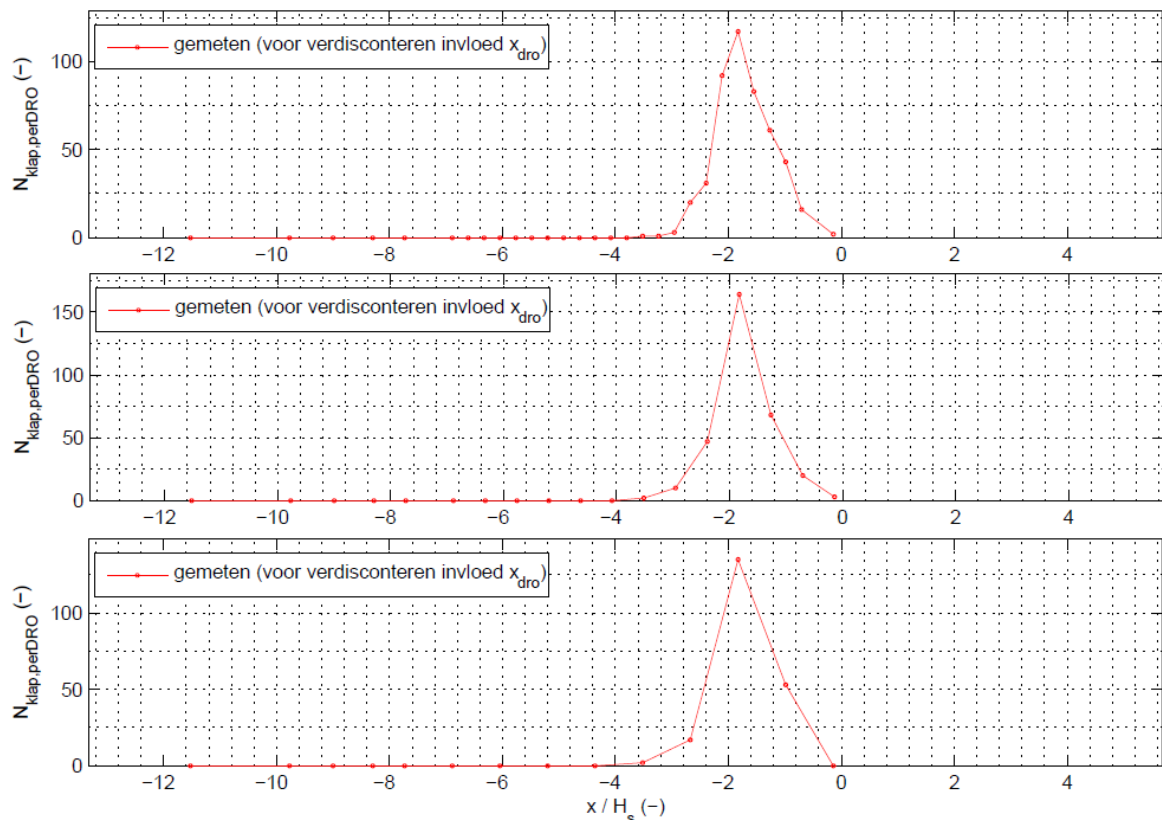 gemeten (voor verdisconteren invloed x_dro)
N_klap,perDRO (−)
100
50
0
−12 −10 −8 −6 −4 −2 0 2 4
gemeten (voor verdisconteren invloed x_dro)
N_klap,perDRO (−)
150
100
50
0
−12 −10 −8 −6 −4 −2 0 2 4
gemeten (voor verdisconteren invloed x_dro)
N_klap,perDRO (−)
100
50
0
−12 −10 −8 −6 −4 −2 0 2 4
x / H_s (−)